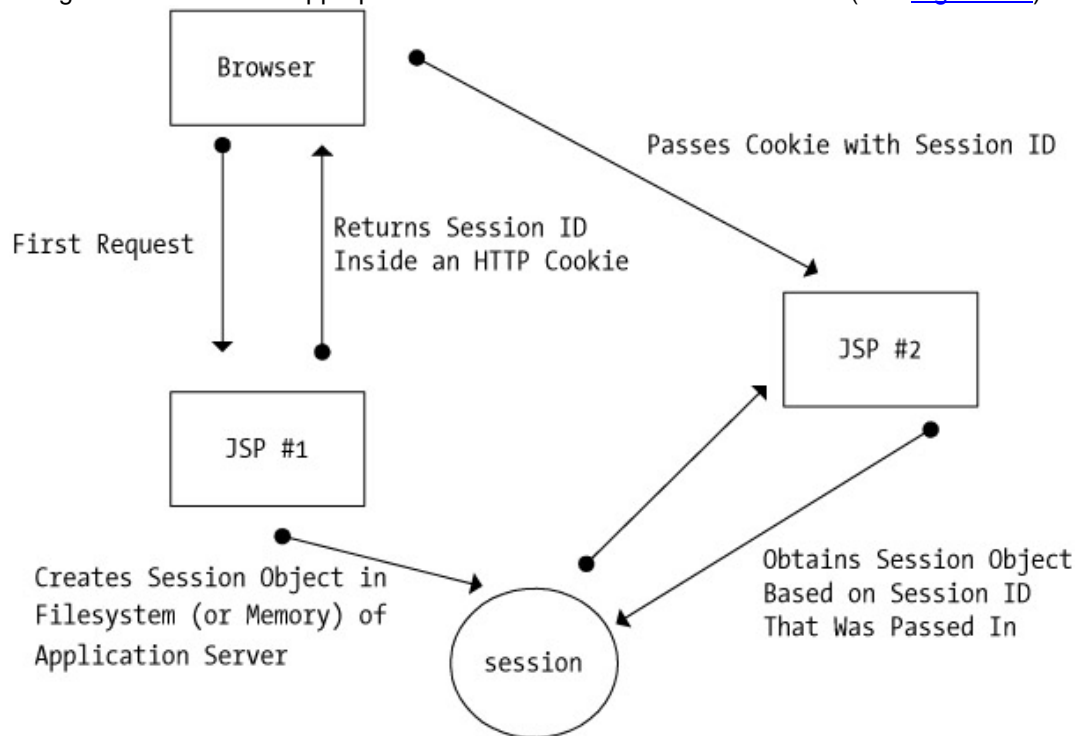 Browser
Passes Cookie with Session ID
First Request
Returns Session ID
Inside an HTTP Cookie
JSP #2
JSP #1
Creates Session Object in
Filesystem (or Memory) of
Application Server
Obtains Session Object
Based on Session ID
That Was Passed In
session